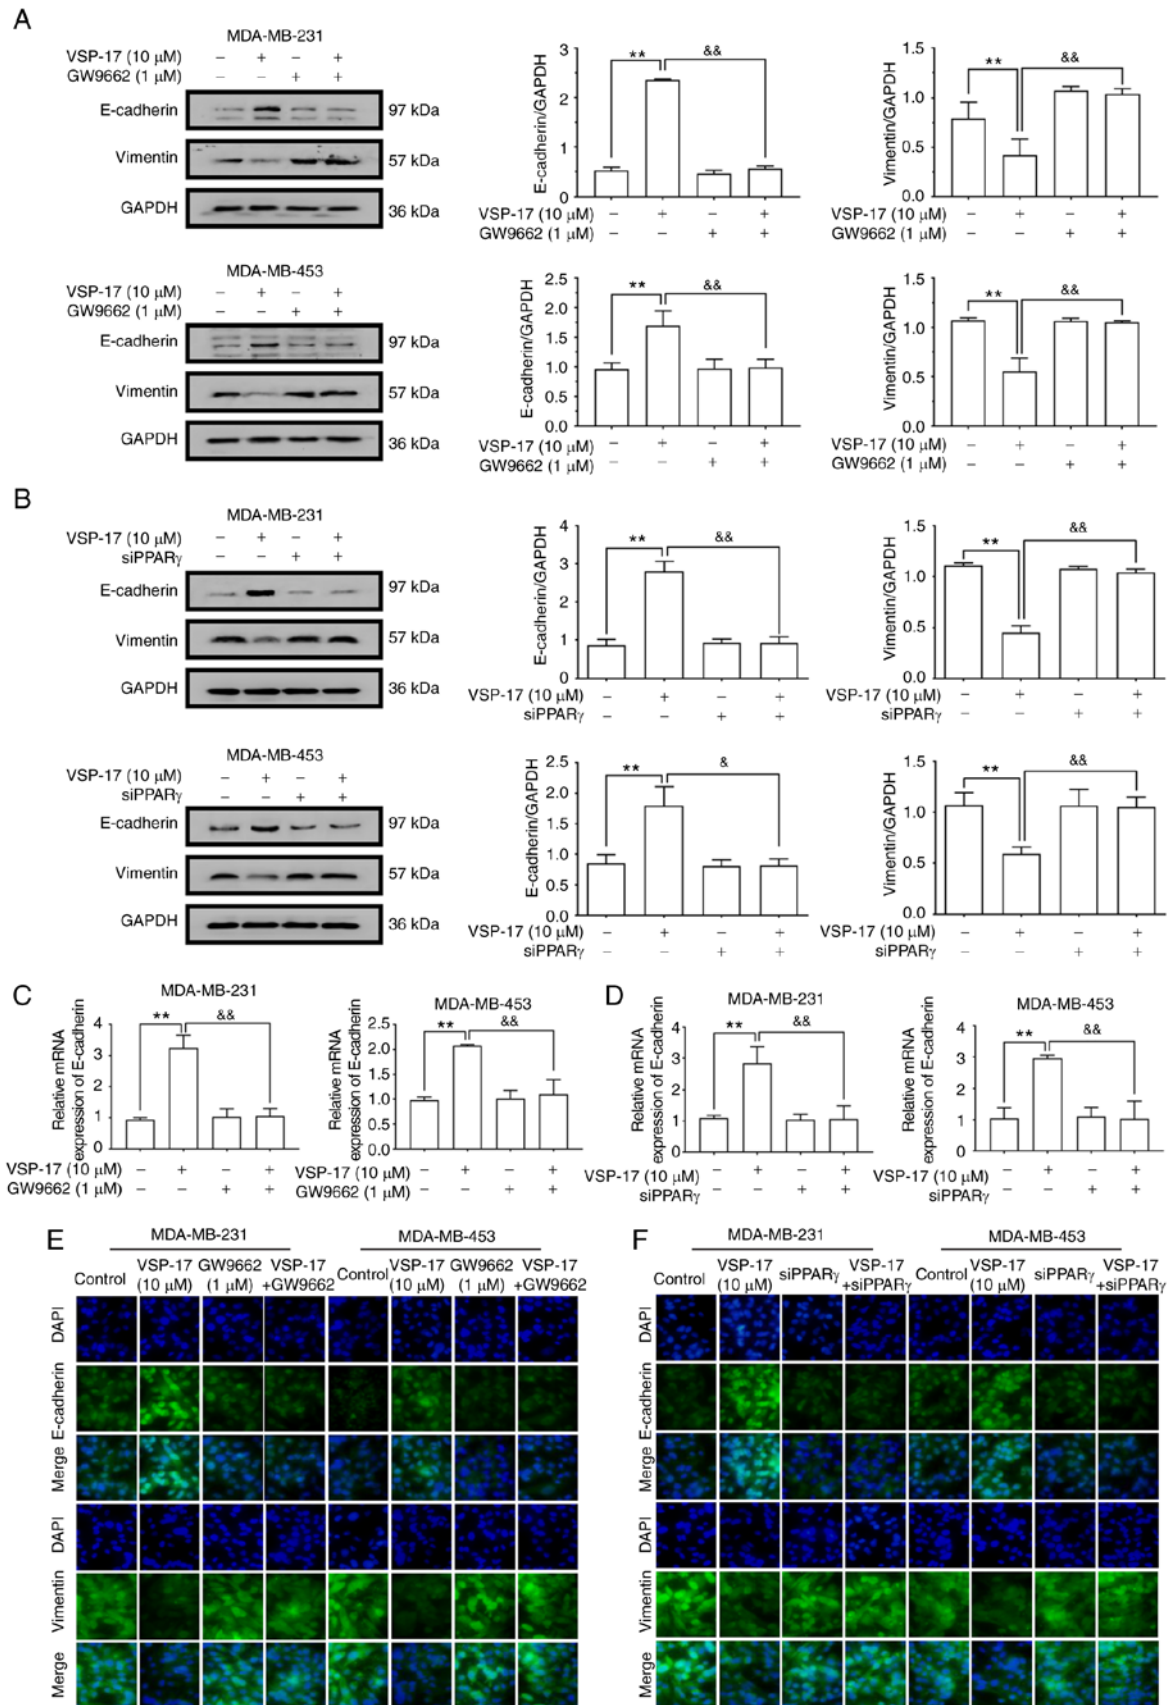 A
MDA-MB-231
VSP-17 (10 μM) − + − +
GW9662 (1 μM) − − + +
E-cadherin 97 kDa
Vimentin 57 kDa
GAPDH 36 kDa
E-cadherin/GAPDH
3
2
1
0
** &&
VSP-17 (10 μM) − + − +
GW9662 (1 μM) − − + +
Vimentin/GAPDH
1.5
1.0
0.5
0.0
** &&
VSP-17 (10 μM) − + − +
GW9662 (1 μM) − − + +
MDA-MB-453
VSP-17 (10 μM) − + − +
GW9662 (1 μM) − − + +
E-cadherin 97 kDa
Vimentin 57 kDa
GAPDH 36 kDa
E-cadherin/GAPDH
2.5
2.0
1.5
1.0
0.5
0.0
** &&
VSP-17 (10 μM) − + − +
GW9662 (1 μM) − − + +
Vimentin/GAPDH
1.5
1.0
0.5
0.0
** &&
VSP-17 (10 μM) − + − +
GW9662 (1 μM) − − + +
B
MDA-MB-231
VSP-17 (10 μM) − + − +
siPPARγ − − + +
E-cadherin 97 kDa
Vimentin 57 kDa
GAPDH 36 kDa
E-cadherin/GAPDH
4
3
2
1
0
** &&
VSP-17 (10 μM) − + − +
siPPARγ − − + +
Vimentin/GAPDH
1.5
1.0
0.5
0.0
** &&
VSP-17 (10 μM) − + − +
siPPARγ − − + +
MDA-MB-453
VSP-17 (10 μM) − + − +
siPPARγ − − + +
E-cadherin 97 kDa
Vimentin 57 kDa
GAPDH 36 kDa
E-cadherin/GAPDH
2.5
2.0
1.5
1.0
0.5
0.0
** &
VSP-17 (10 μM) − + − +
siPPARγ − − + +
Vimentin/GAPDH
1.5
1.0
0.5
0.0
** &&
VSP-17 (10 μM) − + − +
siPPARγ − − + +
C
MDA-MB-231
Relative mRNA
expression of E-cadherin
4
3
2
1
0
** &&
VSP-17 (10 μM) − + − +
GW9662 (1 μM) − − + +
MDA-MB-453
Relative mRNA
expression of E-cadherin
2.5
2.0
1.5
1.0
0.5
0.0
** &&
VSP-17 (10 μM) − + − +
GW9662 (1 μM) − − + +
D
MDA-MB-231
Relative mRNA
expression of E-cadherin
4
3
2
1
0
** &&
VSP-17 (10 μM) − + − +
siPPARγ − − + +
MDA-MB-453
Relative mRNA
expression of E-cadherin
4
3
2
1
0
** &&
VSP-17 (10 μM) − + − +
siPPARγ − − + +
E
MDA-MB-231 MDA-MB-453
Control VSP-17 (10 μM) GW9662 (1 μM) VSP-17 +GW9662 Control VSP-17 (10 μM) GW9662 (1 μM) VSP-17 +GW9662
DAPI
E-cadherin
Merge
DAPI
Vimentin
Merge
F
MDA-MB-231 MDA-MB-453
Control VSP-17 (10 μM) siPPARγ VSP-17 +siPPARγ Control VSP-17 (10 μM) siPPARγ VSP-17 +siPPARγ
DAPI
E-cadherin
Merge
DAPI
Vimentin
Merge